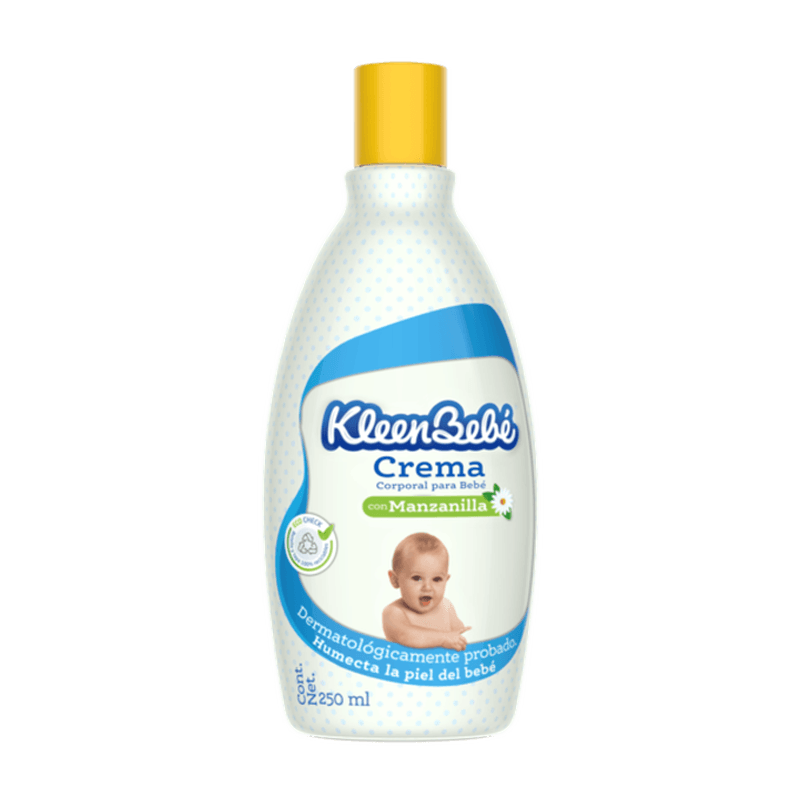 KleenBebé
Crema
Corporal para Bebé
con Manzanilla
ECO CHECK
Dermatológicamente probado.
Humecta la piel del bebé
Cont.
Net.
250 ml